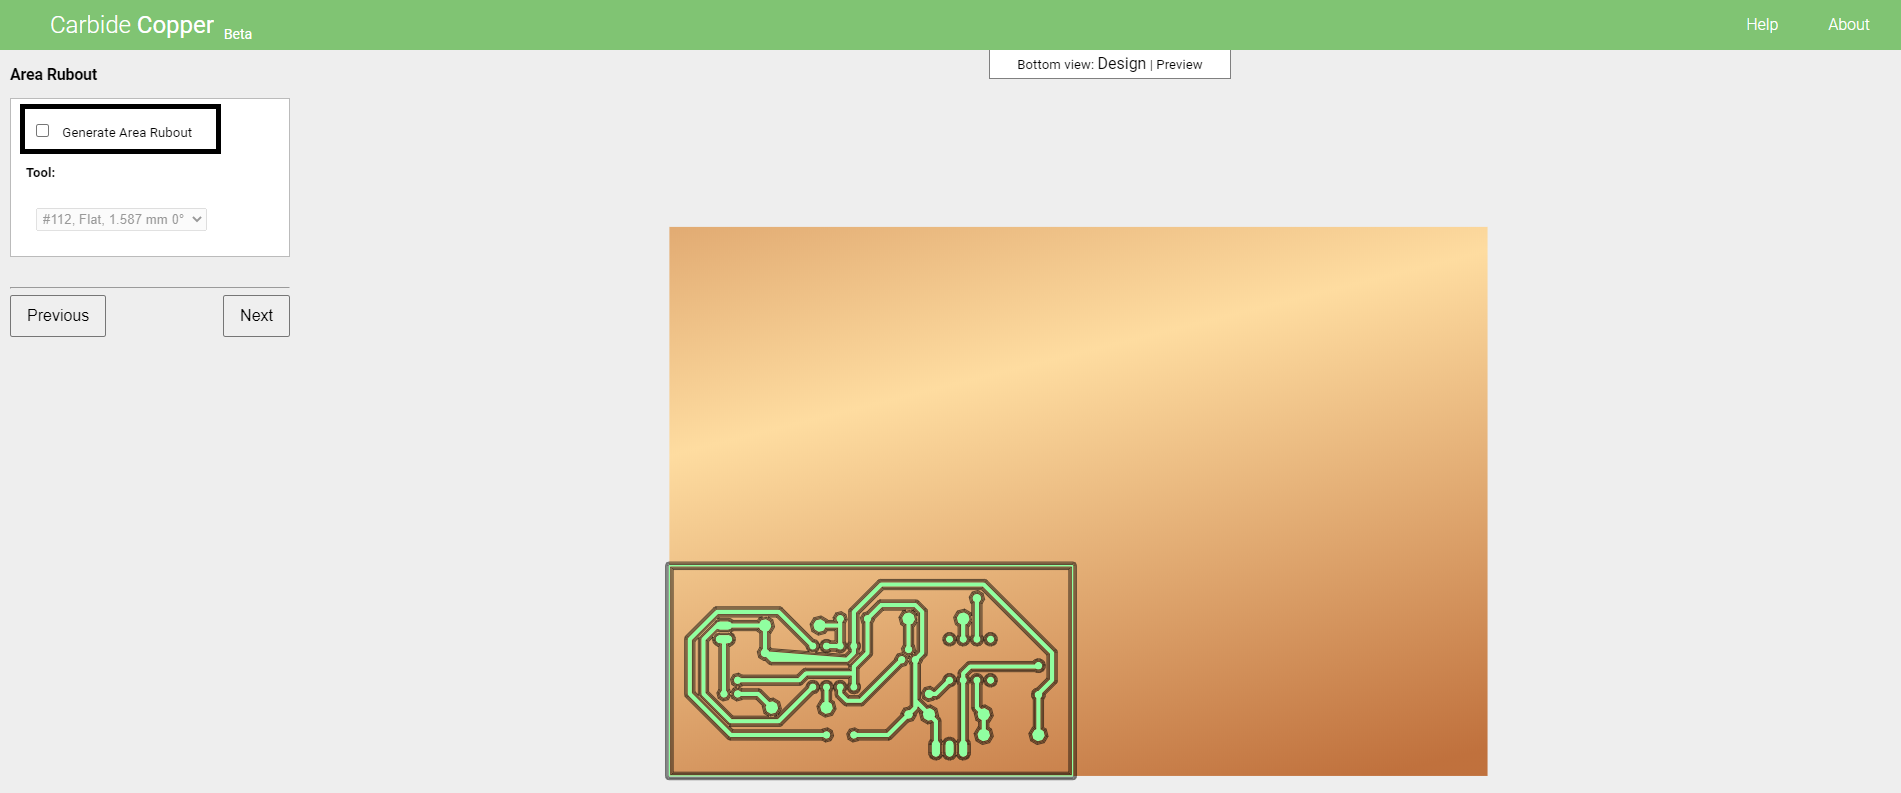 Carbide Copper Beta
Help
About
Area Rubout
Bottom view: Design | Preview
Generate Area Rubout
Tool:
#112, Flat, 1.587 mm 0°
Previous
Next